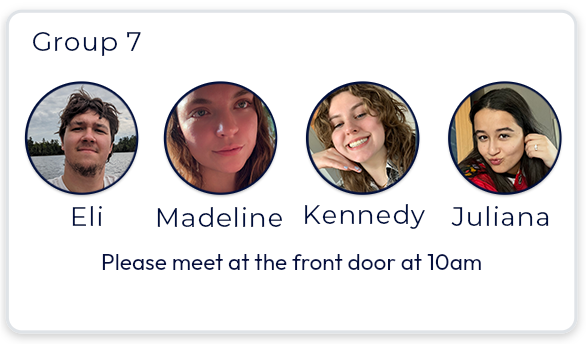 Group 7
Eli Madeline Kennedy Juliana
Please meet at the front door at 10am